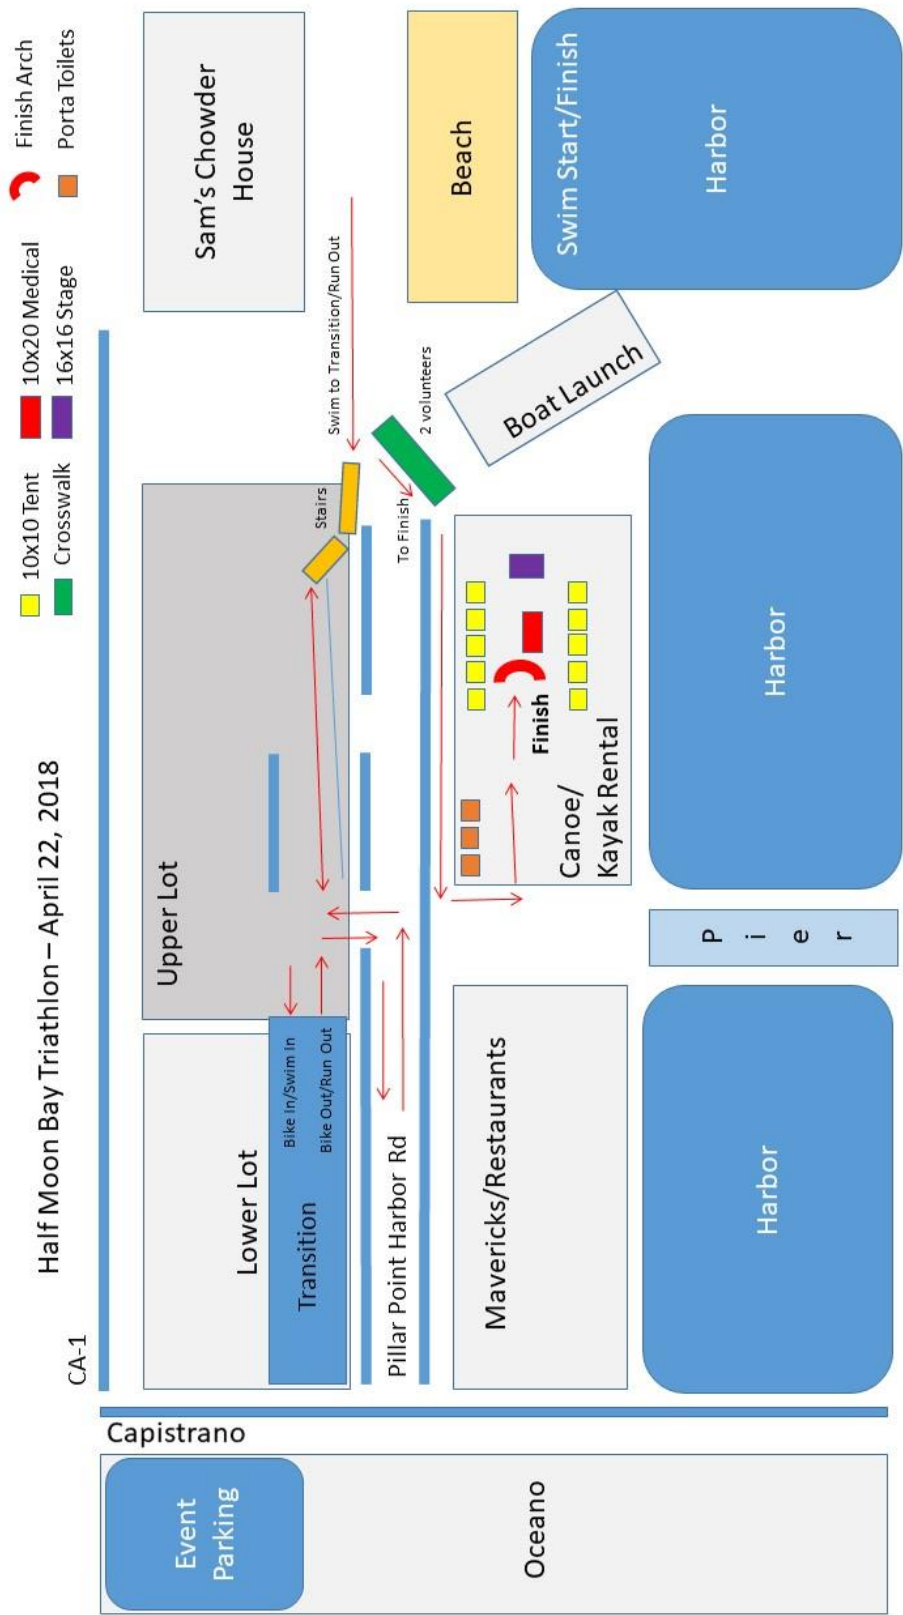 Half Moon Bay Triathlon – April 22, 2018
10x10 Tent
10x20 Medical
Finish Arch
Crosswalk
16x16 Stage
Porta Toilets
CA-1
Capistrano
Event
Parking
Oceano
Lower Lot
Transition
Bike In/Swim In
Bike Out/Run Out
Upper Lot
Stairs
Sam's Chowder
House
Swim to Transition/Run Out
Pillar Point Harbor Rd
To Finish
2 volunteers
Beach
Swim Start/Finish
Harbor
Boat Launch
Mavericks/Restaurants
Finish
Canoe/
Kayak Rental
Harbor
P i e r
Harbor